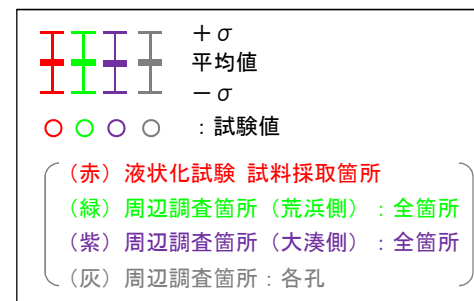 +σ
平均値
-σ
：試験値
(赤) 液状化試験 試料採取箇所
(緑) 周辺調査箇所 (荒浜側)：全箇所
(紫) 周辺調査箇所 (大湊側)：全箇所
(灰) 周辺調査箇所：各孔